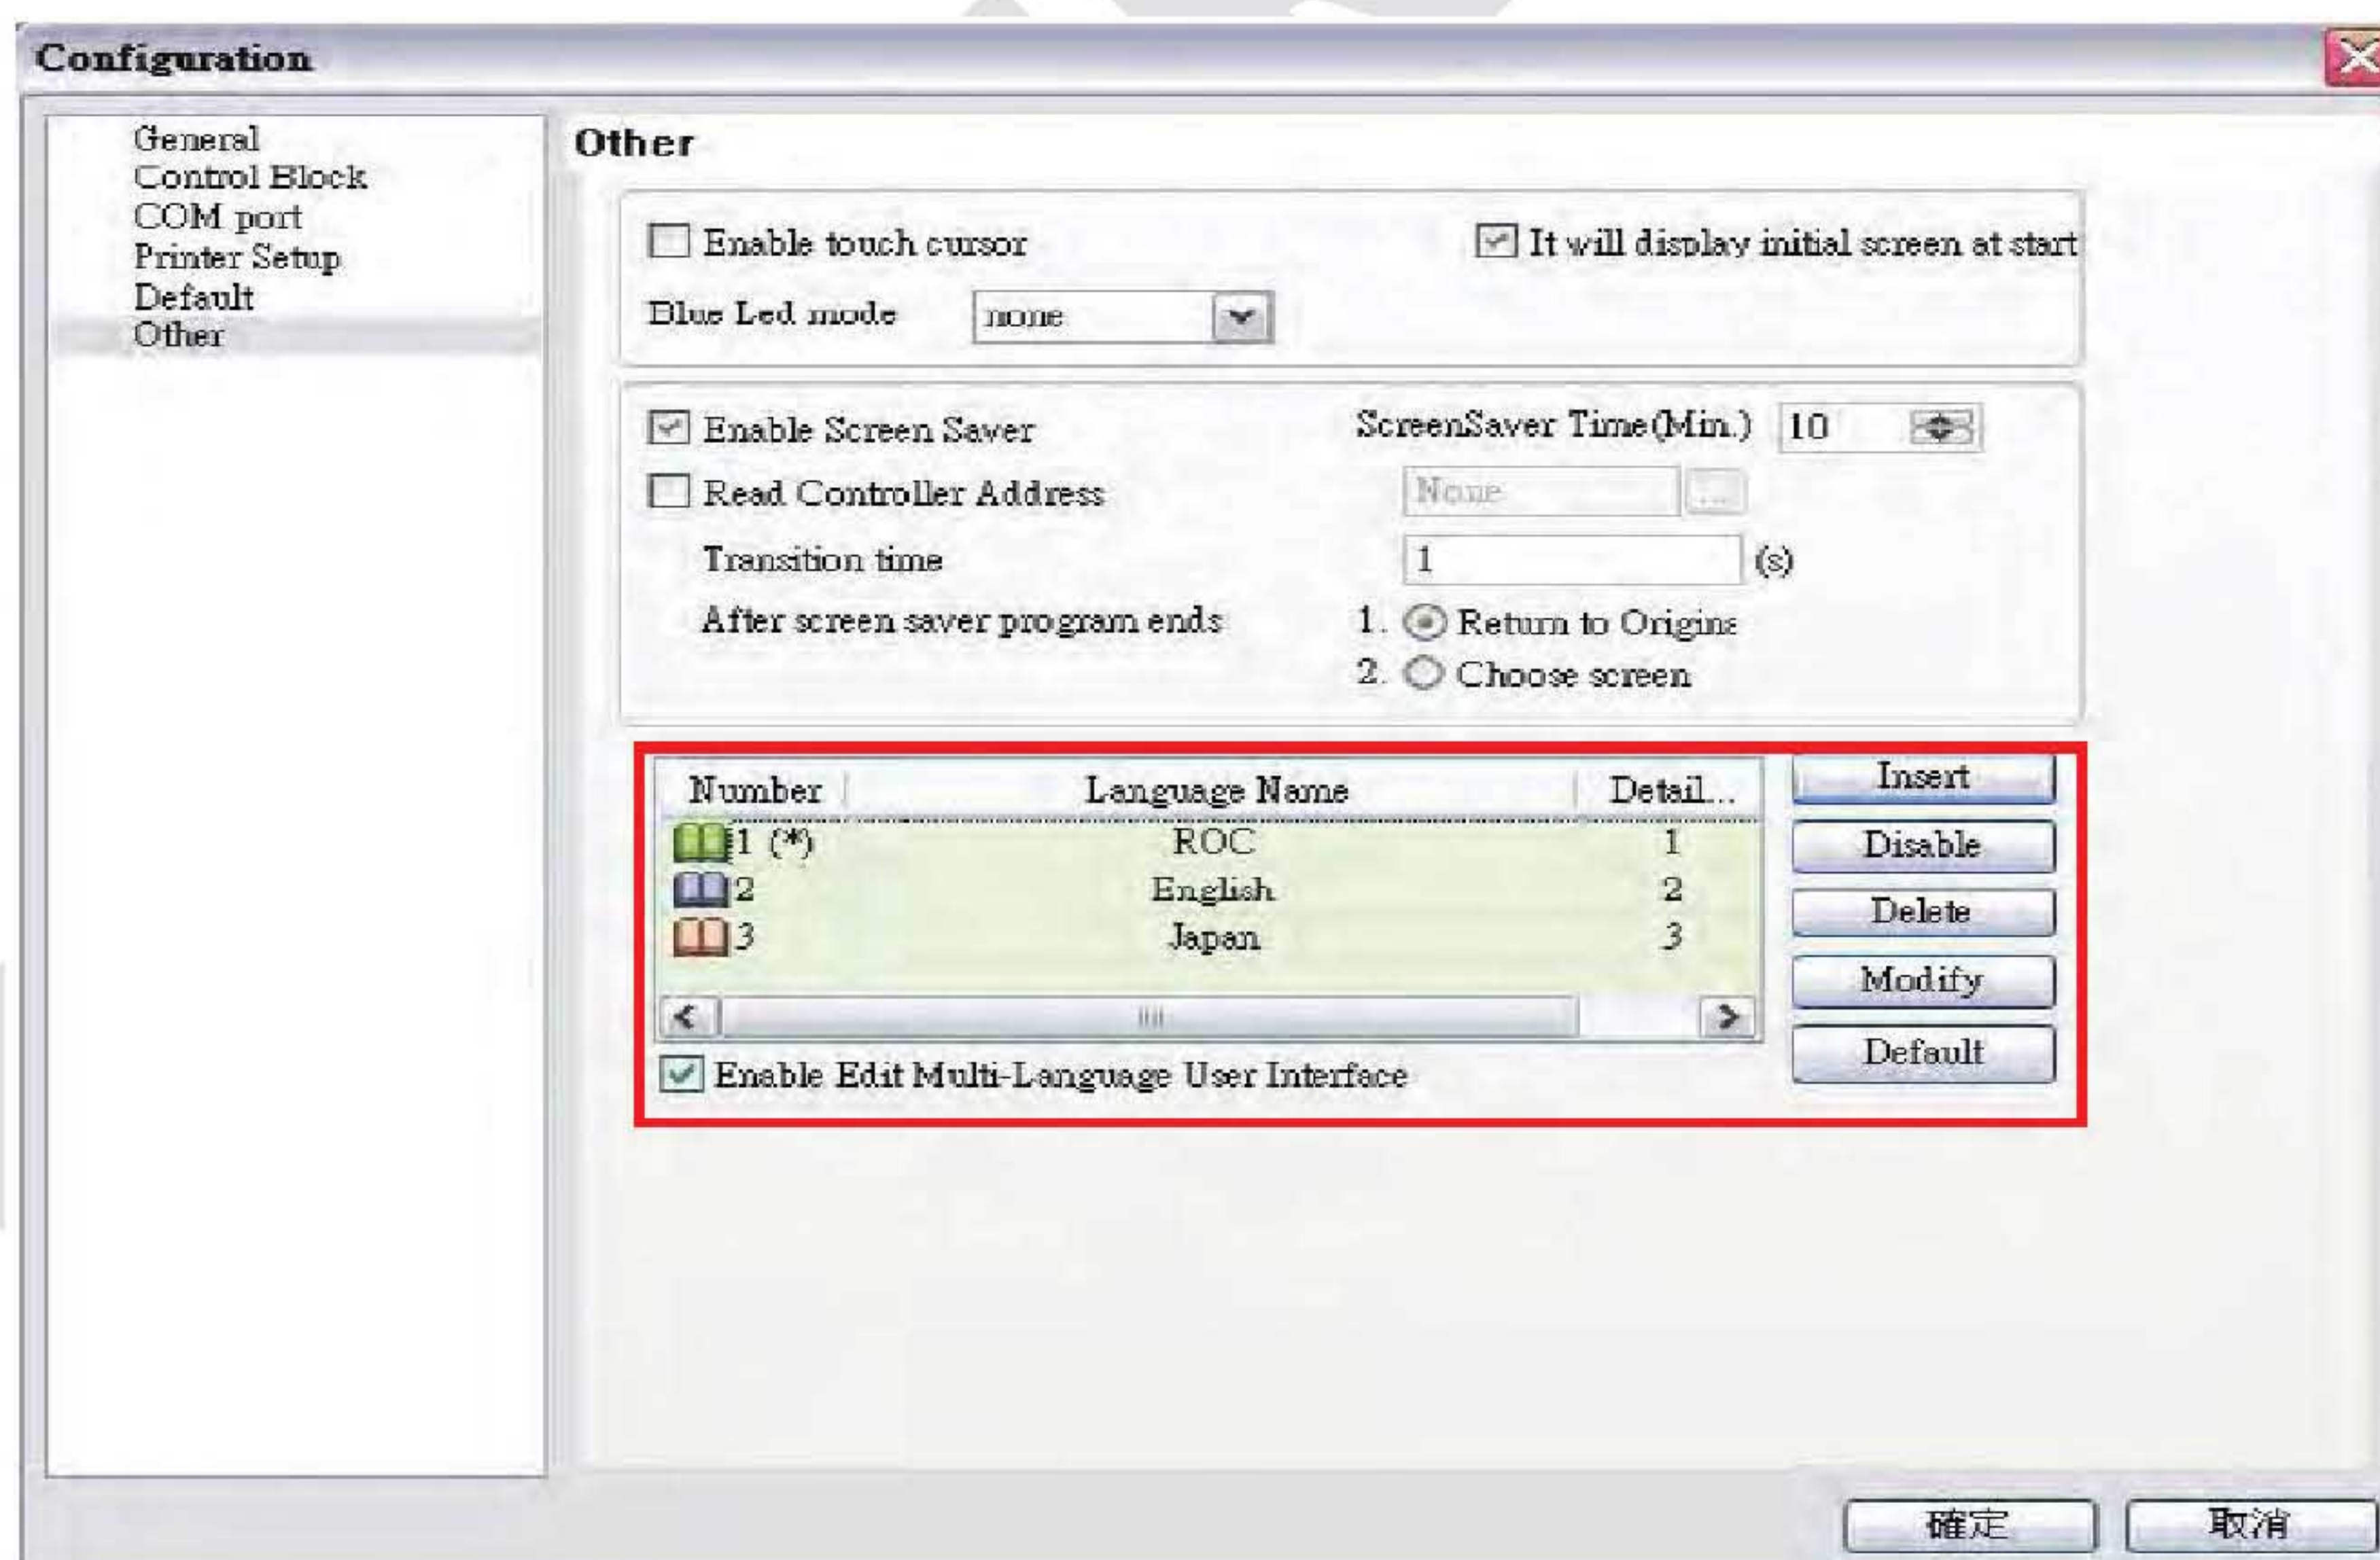 Configuration
General
Control Block
COM port
Printer Setup
Default
Other
Other
Enable touch cursor
It will display initial screen at start
Blue Led mode none
Enable Screen Saver
ScreenSaver Time(Min.) 10
Read Controller Address
None ...
Transition time 1 (s)
After screen saver program ends
1. Return to Origina
2. Choose screen
Number Language Name Detail...
1 (*) ROC 1
2 English 2
3 Japan 3
Insert
Disable
Delete
Modify
Default
Enable Edit Multi-Language User Interface
確定 取消